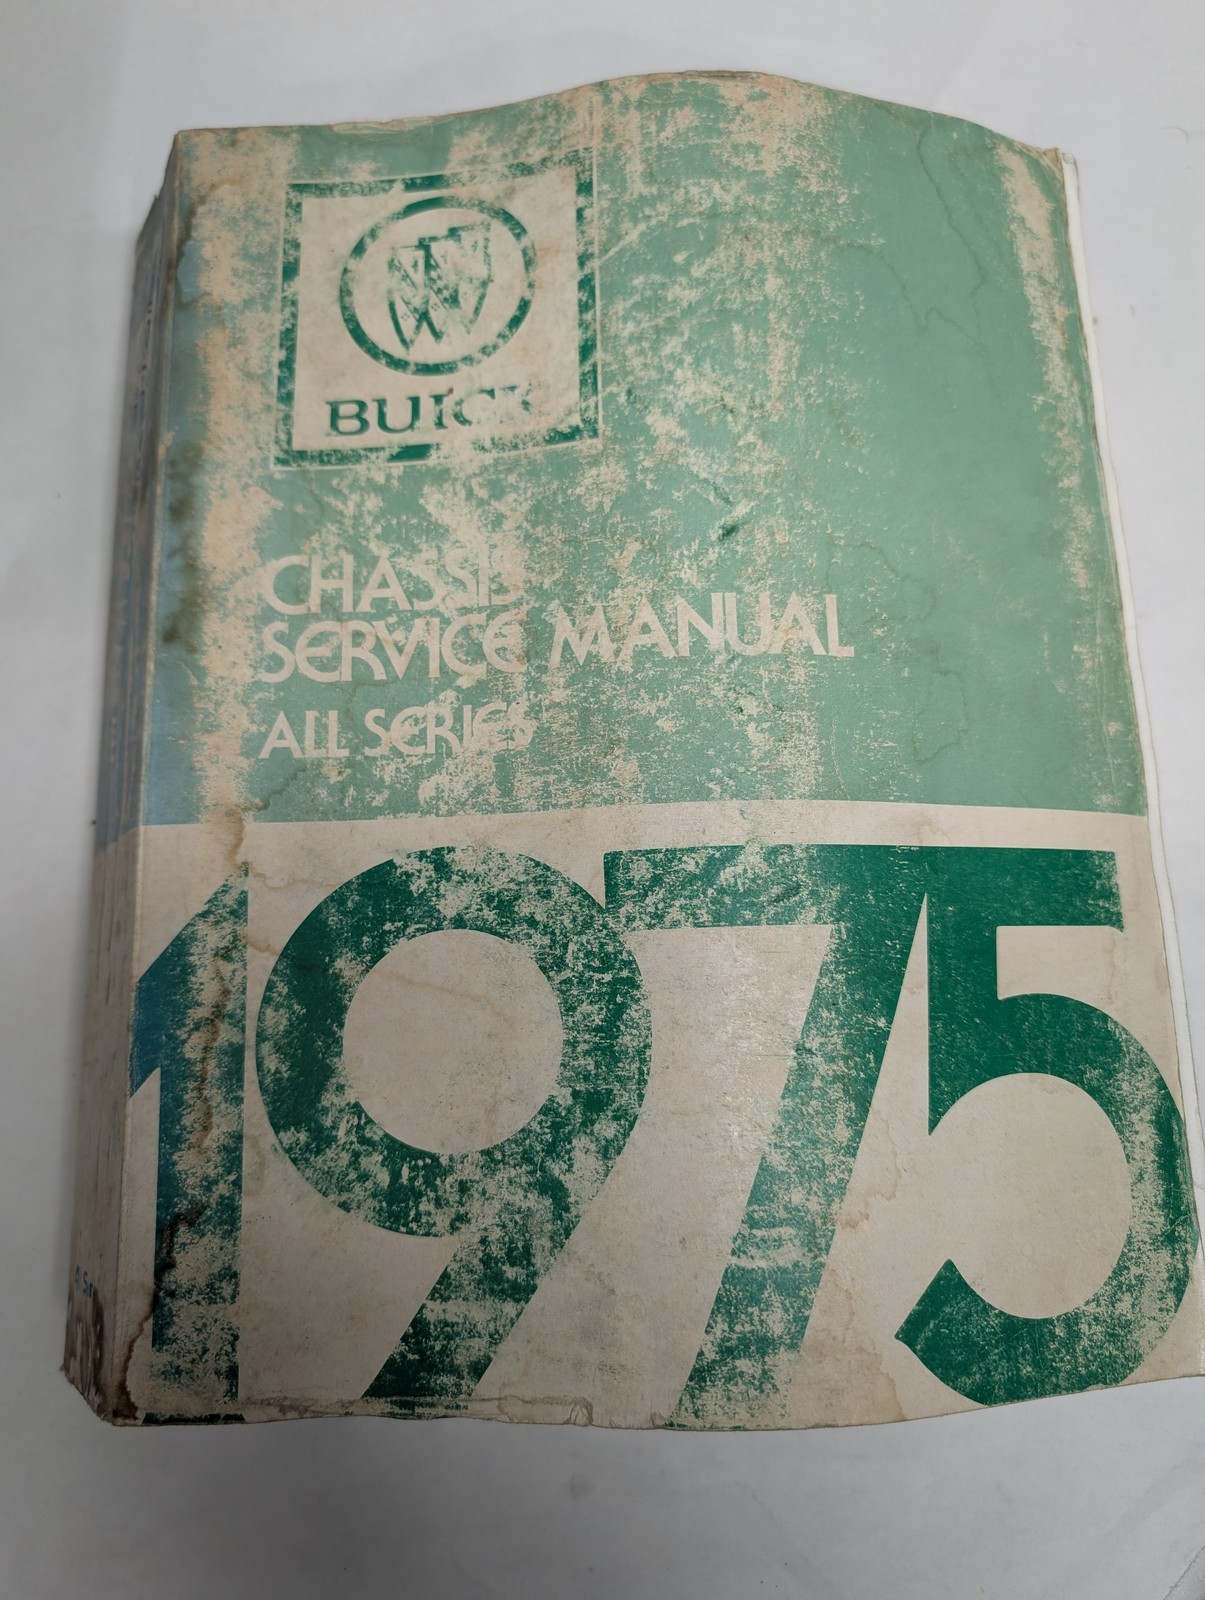 BUICK
CHASSIS
SERVICE MANUAL
ALL SERIES
1975